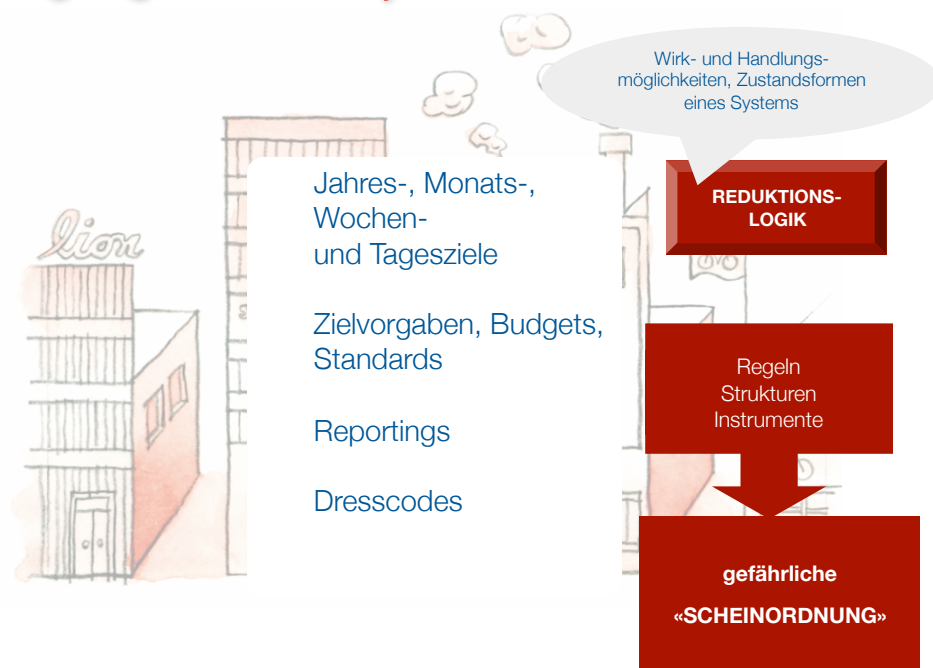 Wirk- und Handlungs-
möglichkeiten, Zustandsformen
eines Systems
lion
Jahres-, Monats-,
Wochen-
und Tagesziele
Zielvorgaben, Budgets,
Standards
Reportings
Dresscodes
REDUKTIONS-
LOGIK
Regeln
Strukturen
Instrumente
gefährliche
«SCHEINORDNUNG»